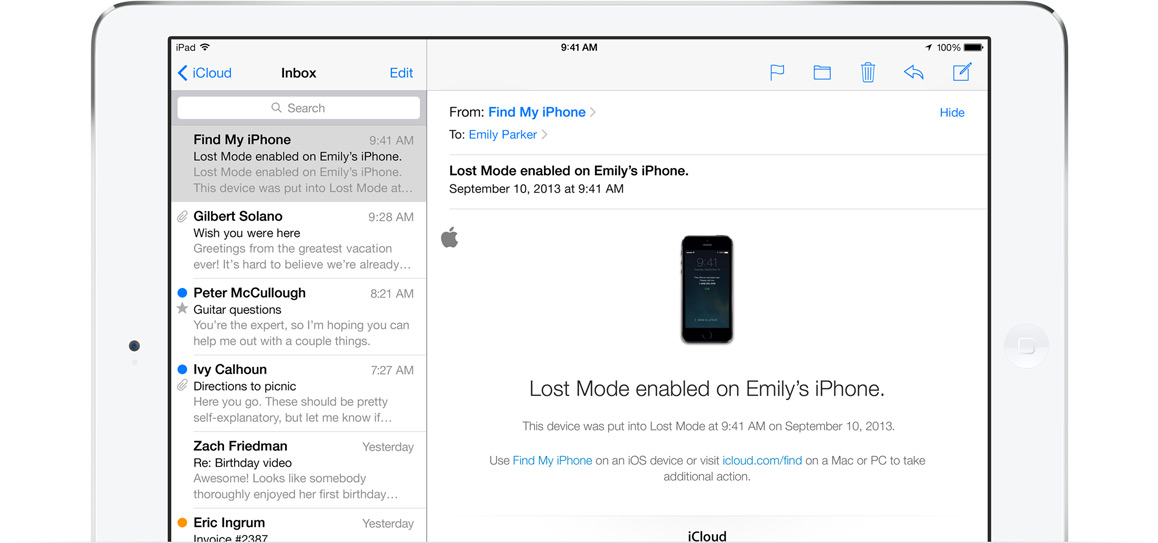 iPad
9:41 AM
100%
iCloud
Inbox
Edit
Search
Find My iPhone
9:41 AM
Lost Mode enabled on Emily’s iPhone.
Lost Mode enabled on Emily’s iPhone.
This device was put into Lost Mode at…
Gilbert Solano
9:28 AM
Wish you were here
Greetings from the greatest vacation
ever! It’s hard to believe we’re already…
Peter McCullough
8:21 AM
Guitar questions
You’re the expert, so I’m hoping you can
help me out with a couple things.
Ivy Calhoun
7:27 AM
Directions to picnic
Here you go. These should be pretty
self-explanatory, but let me know if…
Zach Friedman
Yesterday
Re: Birthday video
Awesome! Looks like somebody
thoroughly enjoyed her first birthday…
Eric Ingrum
Yesterday
Invoice #2387
From: Find My iPhone
Hide
To: Emily Parker
Lost Mode enabled on Emily’s iPhone.
September 10, 2013 at 9:41 AM
9:41
Lost Mode enabled on Emily’s iPhone.
This device was put into Lost Mode at 9:41 AM on September 10, 2013.
Use Find My iPhone on an iOS device or visit icloud.com/find on a Mac or PC to take
additional action.
iCloud